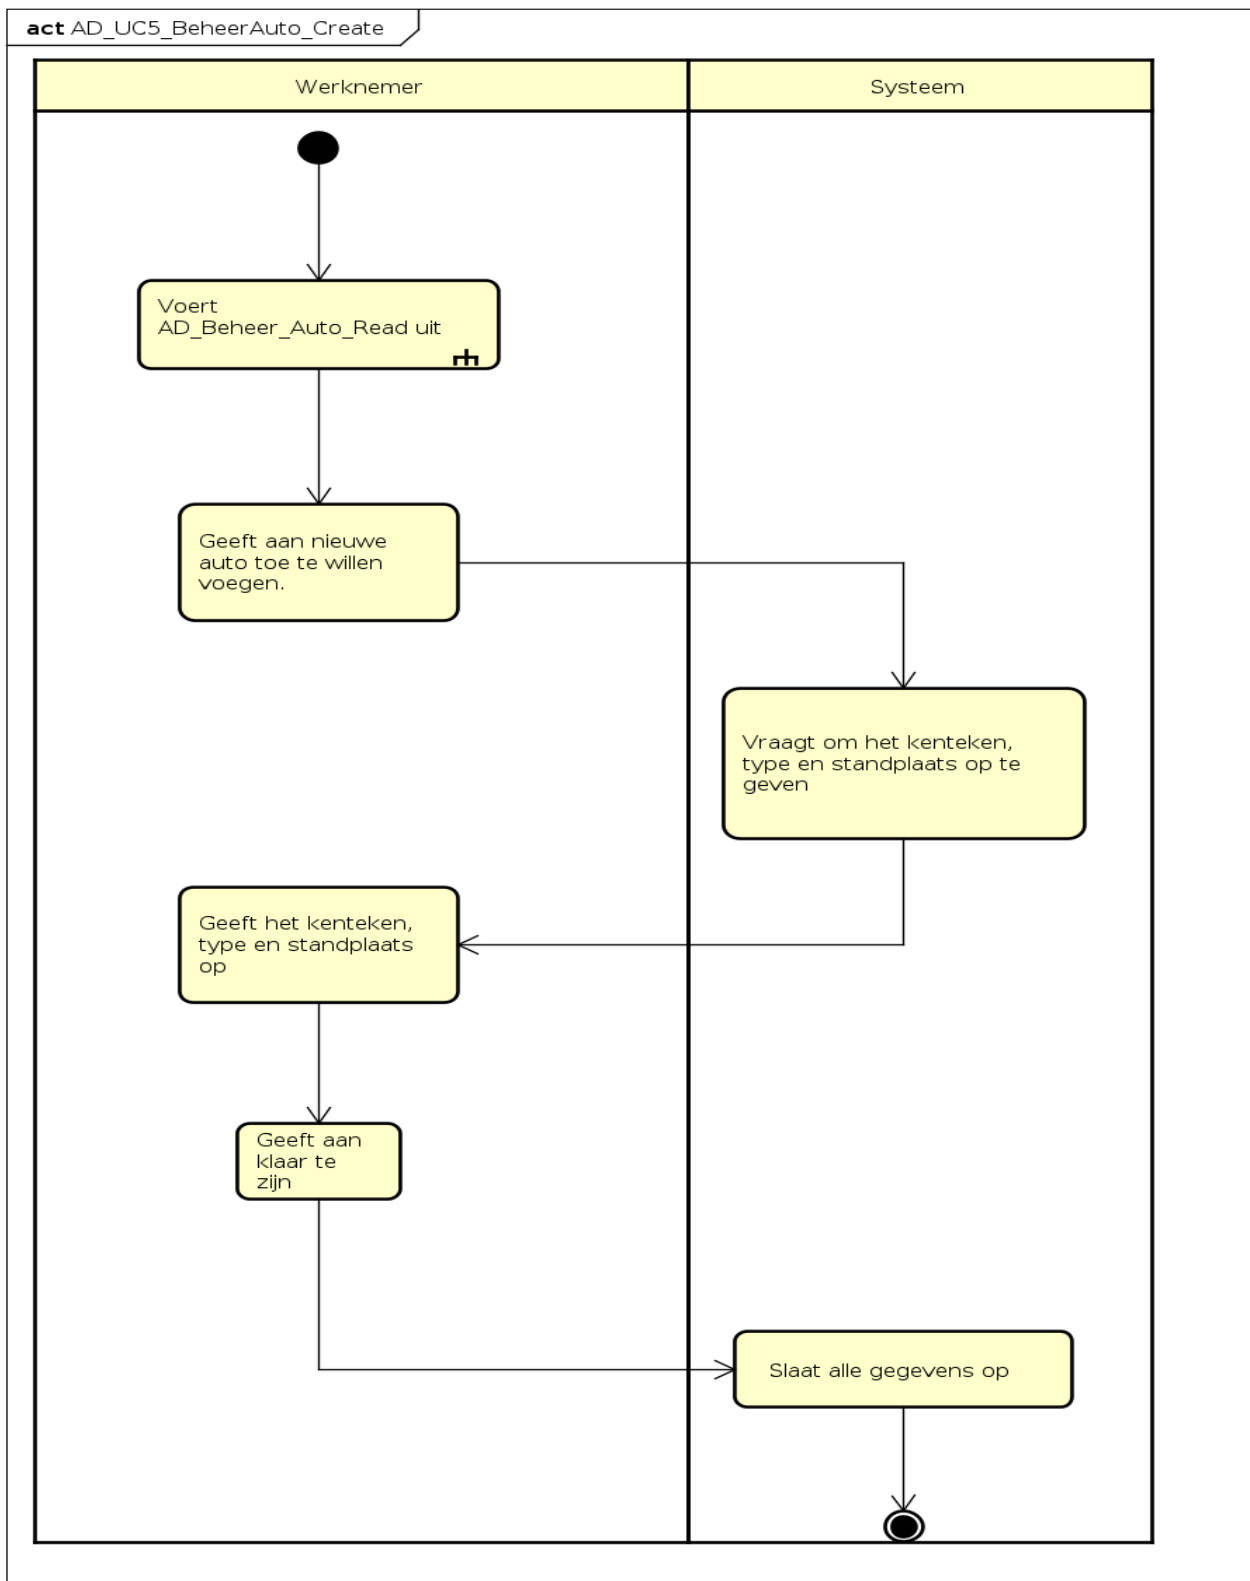 act AD_UC5_BeheerAuto_Create
Werknemer
Systeem
Voert
AD_Beheer_Auto_Read uit
Geeft aan nieuwe
auto toe te willen
voegen.
Vraagt om het kenteken,
type en standplaats op te
geven
Geeft het kenteken,
type en standplaats
op
Geeft aan
klaar te
zijn
Slaat alle gegevens op